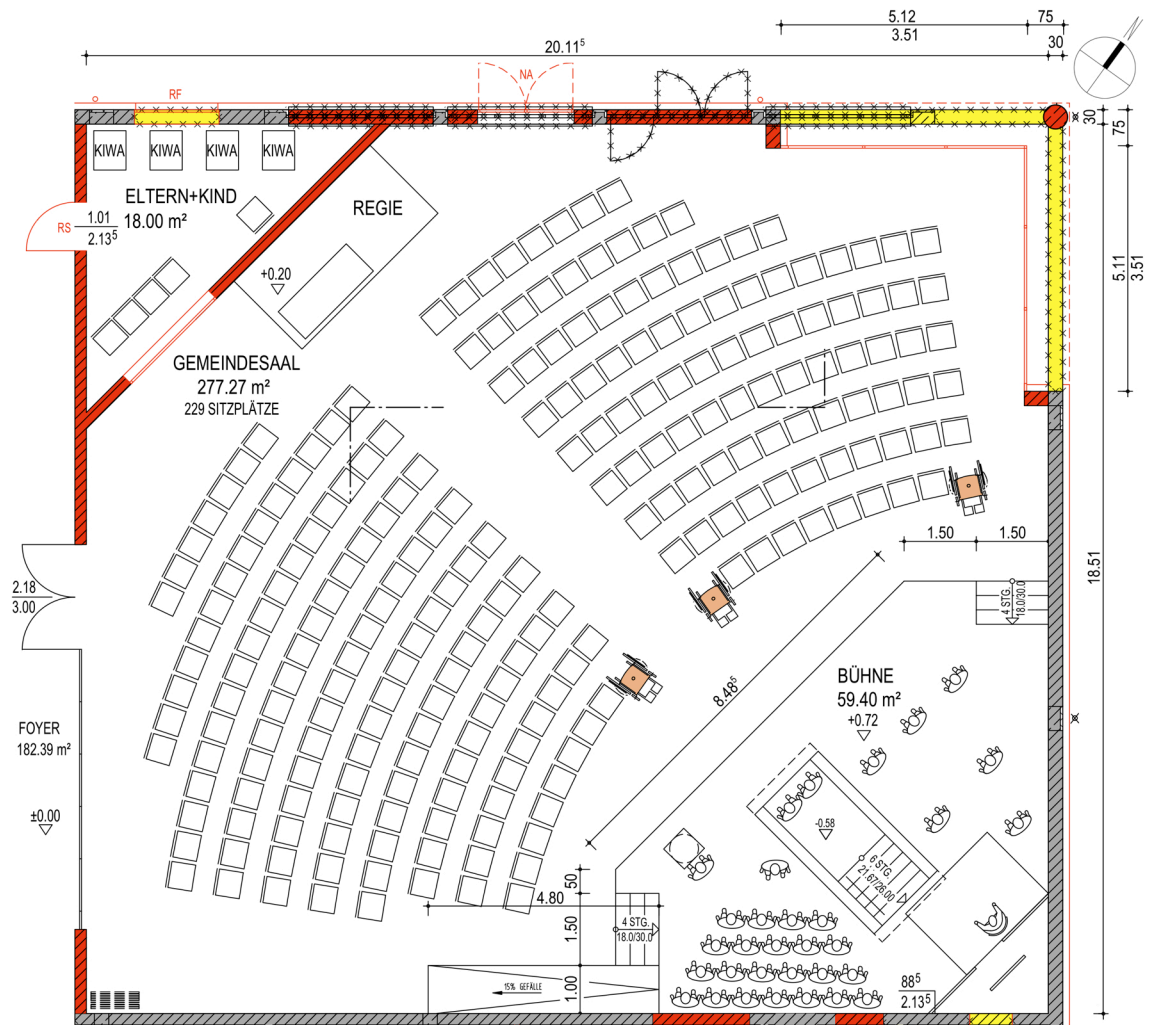 5.12
75
3.51
20.11⁵
30
NA
RF
30
75
KIWA
KIWA
KIWA
KIWA
ELTERN+KIND
18.00 m²
REGIE
RS
1.01
2.13⁵
+0.20
5.11
3.51
GEMEINDESAAL
277.27 m²
229 SITZPLÄTZE
1.50
1.50
18.51
2.18
3.00
4 STG.
18.0/30.0
BÜHNE
59.40 m²
+0.72
8.48⁵
FOYER
182.39 m²
±0.00
-0.58
6 STG.
21.67/26.00
50
4.80
1.50
4 STG.
18.0/30.0
15% GEFÄLLE
1.00
88⁵
2.13⁵